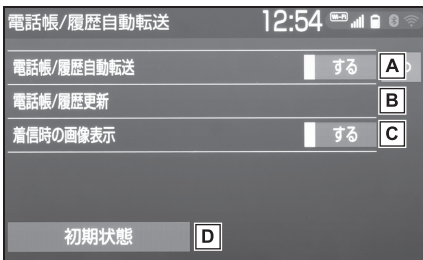 電話帳/履歴自動転送 12:54 Wi-Fi
電話帳/履歴自動転送 する A
電話帳/履歴更新 B
着信時の画像表示 する C
初期状態 D